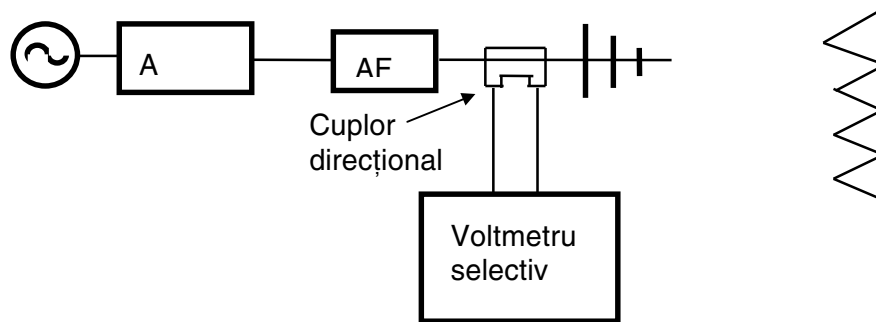 A
AF
Cuplor
direcțional
Voltmetru
selectiv